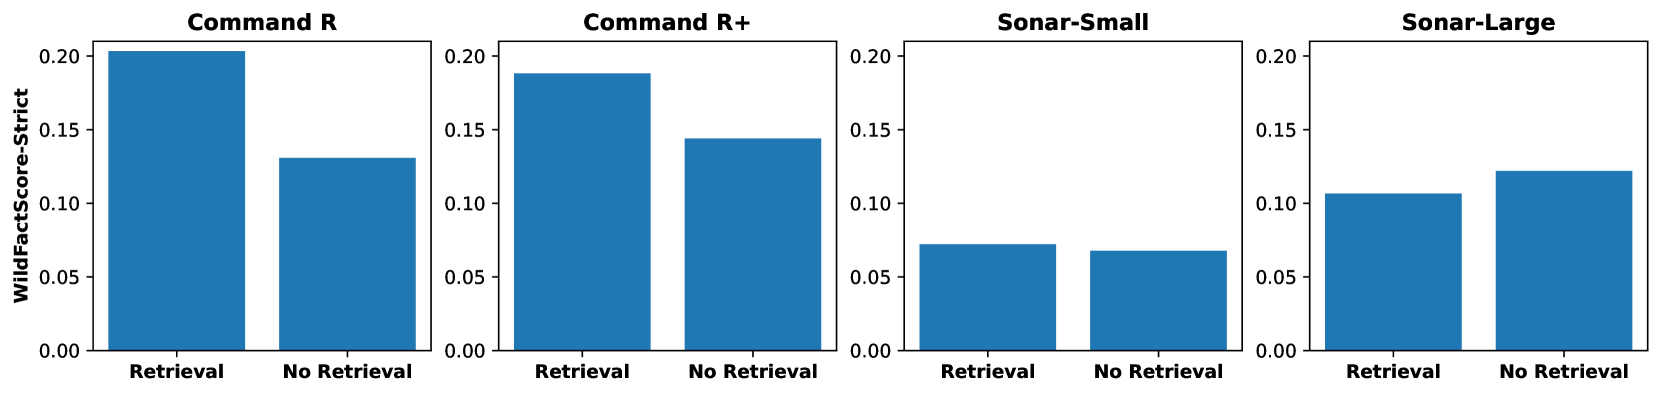 Command R
Command R+
Sonar-Small
Sonar-Large
WildFactScore-Strict
0.20
0.15
0.10
0.05
0.00
Retrieval
No Retrieval
0.20
0.15
0.10
0.05
0.00
Retrieval
No Retrieval
0.20
0.15
0.10
0.05
0.00
Retrieval
No Retrieval
0.20
0.15
0.10
0.05
0.00
Retrieval
No Retrieval